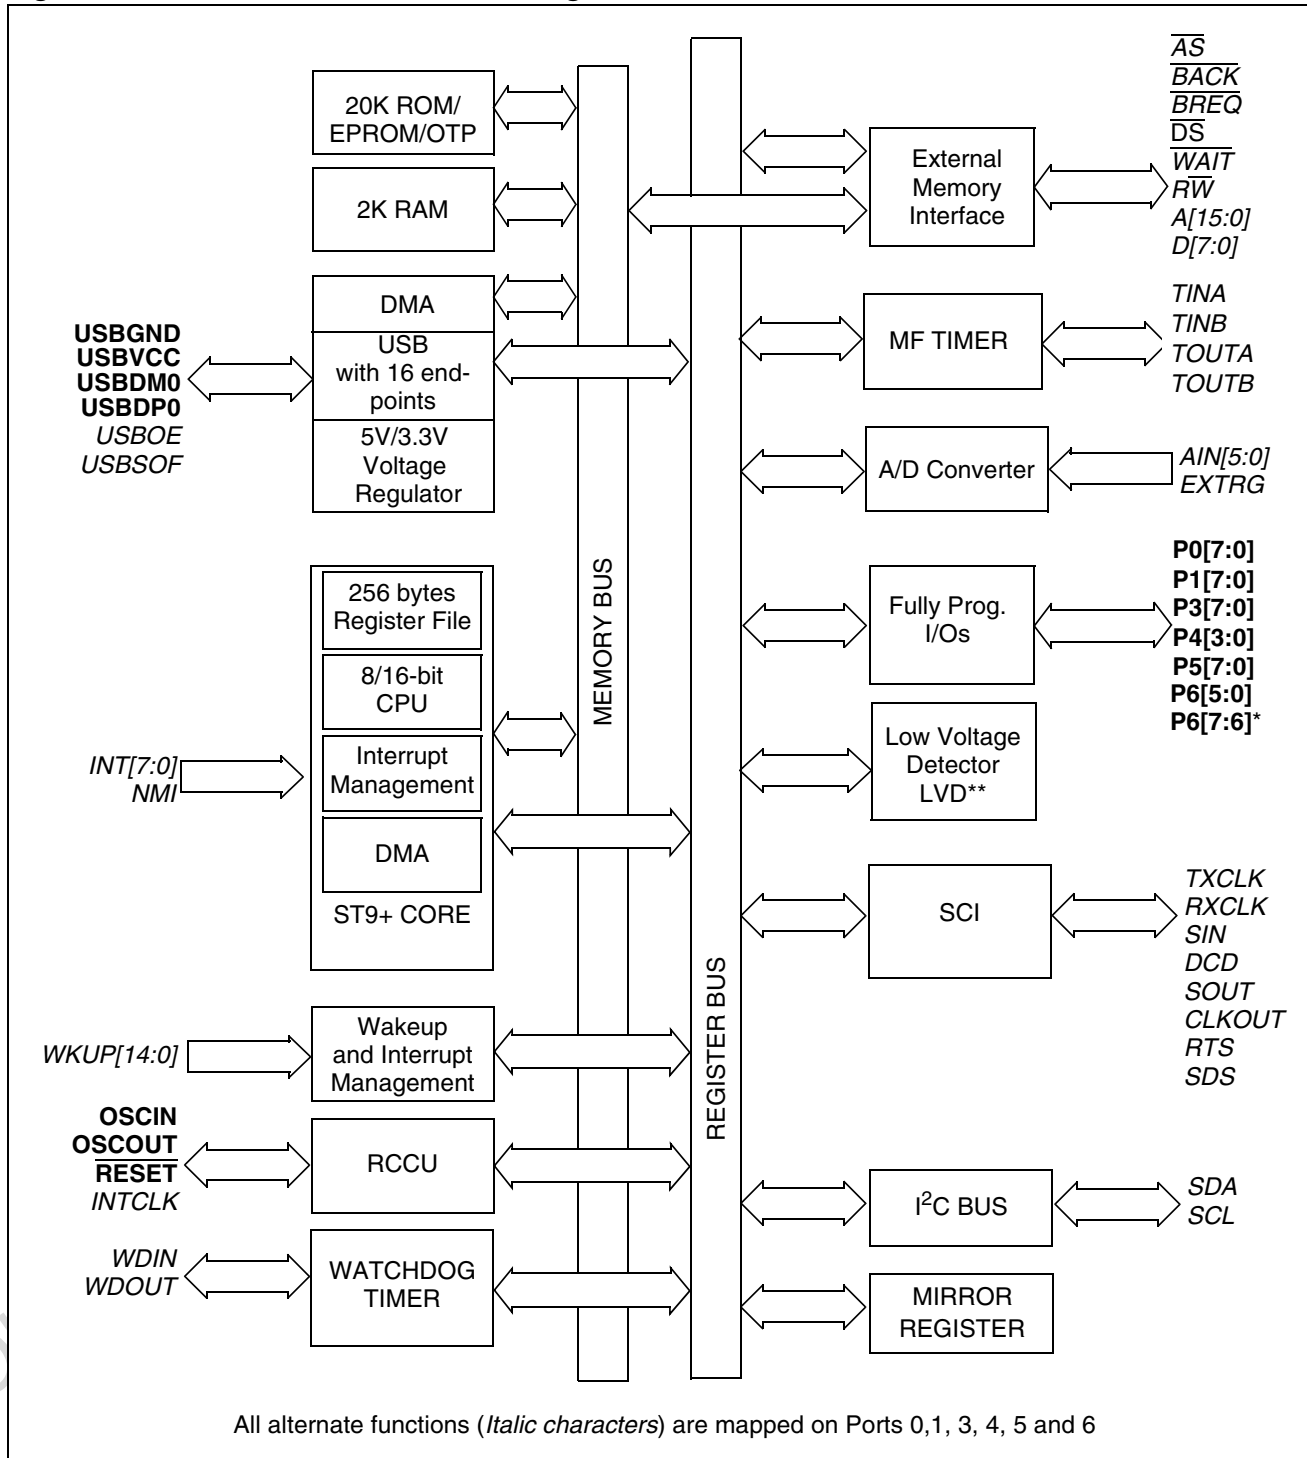 20K ROM/
EPROM/OTP
2K RAM
DMA
USB
with 16 end-
points
5V/3.3V
Voltage
Regulator
USBGND
USBVCC
USBDM0
USBDP0
USBOE
USBSOF
256 bytes
Register File
8/16-bit
CPU
Interrupt
Management
DMA
ST9+ CORE
INT[7:0]
NMI
Wakeup
and Interrupt
Management
WKUP[14:0]
OSCIN
OSCOUT
RESET
INTCLK
RCCU
WDIN
WDOUT
WATCHDOG
TIMER
MEMORY BUS
REGISTER BUS
External
Memory
Interface
AS
BACK
BREQ
DS
WAIT
RW
A[15:0]
D[7:0]
MF TIMER
TINA
TINB
TOUTA
TOUTB
A/D Converter
AIN[5:0]
EXTRG
Fully Prog.
I/Os
P0[7:0]
P1[7:0]
P3[7:0]
P4[3:0]
P5[7:0]
P6[5:0]
P6[7:6]*
Low Voltage
Detector
LVD**
SCI
TXCLK
RXCLK
SIN
DCD
SOUT
CLKOUT
RTS
SDS
I²C BUS
SDA
SCL
MIRROR
REGISTER
All alternate functions (Italic characters) are mapped on Ports 0,1, 3, 4, 5 and 6